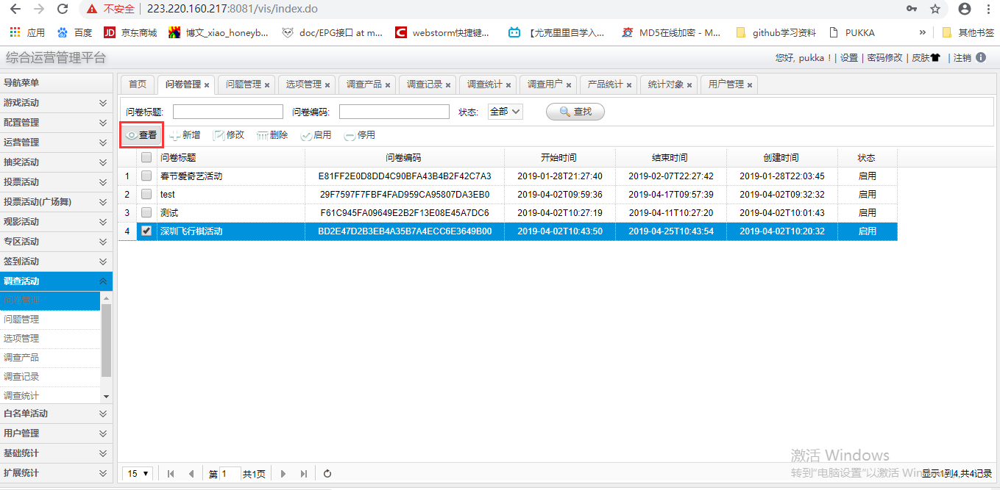 不安全 | 223.220.160.217:8081/vis/index.do
应用 百度 京东商城 博文_xiao_honeyb... doc/EPG接口 at m... webstorm快捷键... 【尤克里里自学入... MD5在线加密 - M... github学习资料 PUKKA » 其他书签
综合运营管理平台
您好, pukka ! | 设置 | 密码修改 | 皮肤 | 注销
导航菜单
游戏活动
配置管理
运营管理
抽奖活动
投票活动
投票活动(广场舞)
观影活动
专区活动
签到活动
调查活动
问卷管理
问题管理
选项管理
调查产品
调查记录
调查统计
白名单活动
用户管理
基础统计
扩展统计
首页 问卷管理 × 问题管理 × 选项管理 × 调查产品 × 调查记录 × 调查统计 × 调查用户 × 产品统计 × 统计对象 × 用户管理 ×
问卷标题: 问卷编码: 状态: 全部 查找
查看 新增 修改 删除 启用 停用
问卷标题 问卷编码 开始时间 结束时间 创建时间 状态
1 春节爱奇艺活动 E81FF2E0D8DD4C90BFA43B4B2F42C7A3 2019-01-28T21:27:40 2019-02-07T22:27:42 2019-01-28T22:03:45 启用
2 test 29F7597F7FBF4FAD959CA95807DA3EB0 2019-04-02T09:59:36 2019-04-17T09:57:39 2019-04-02T09:32:32 启用
3 测试 F61C945FA09649E2B2F13E08E45A7DC6 2019-04-02T10:27:19 2019-04-11T10:27:20 2019-04-02T10:01:43 启用
4 深圳飞行棋活动 BD2E47D2B3EB4A35B7A4ECC6E3649B00 2019-04-02T10:43:50 2019-04-25T10:43:54 2019-04-02T10:20:32 启用
激活 Windows
转到"电脑设置"以激活 Windows。
15 第 1 共1页 显示1到4,共4记录